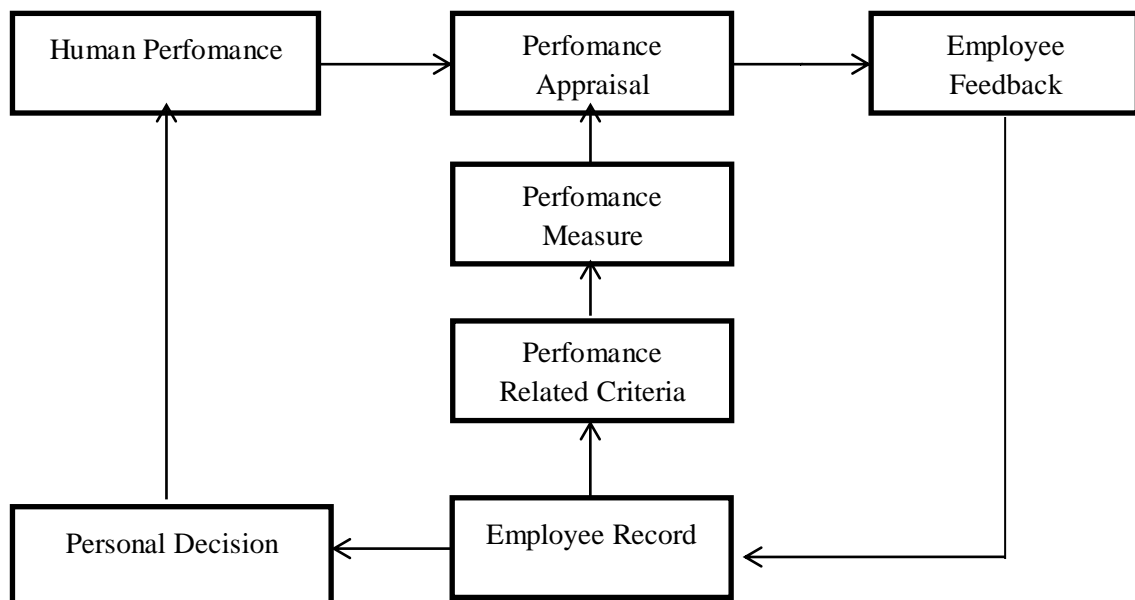 Human Perfomance
Perfomance
Appraisal
Employee
Feedback
Perfomance
Measure
Perfomance
Related Criteria
Personal Decision
Employee Record